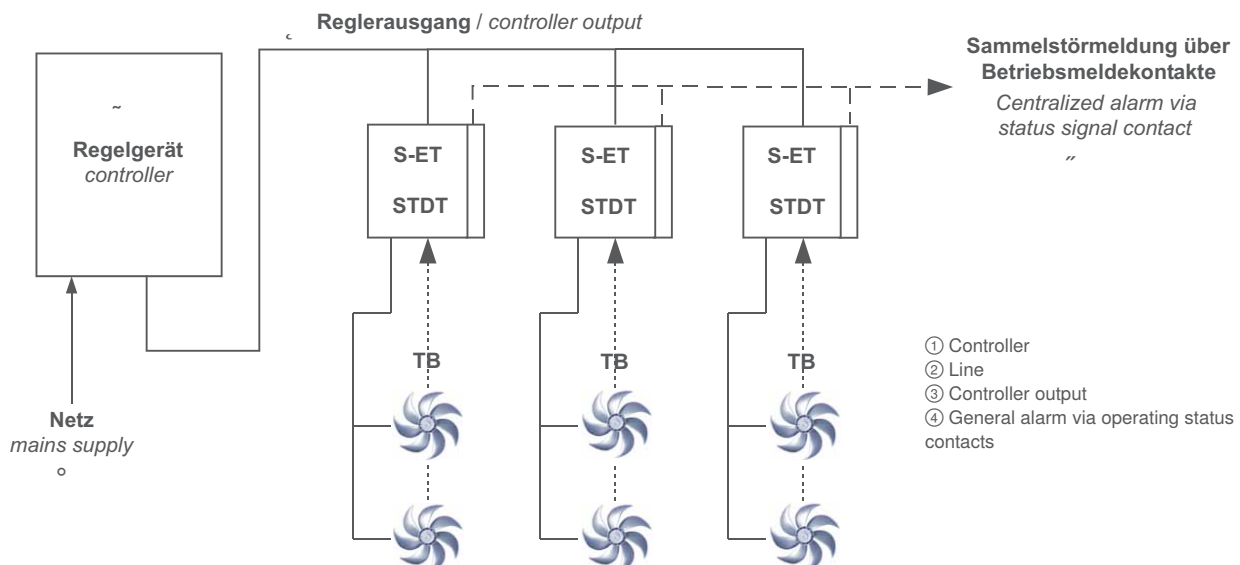 Reglerausgang / controller output
Sammelstörmeldung über
Betriebsmeldekontakte
Centralized alarm via
status signal contact
Regelgerät
controller
S-ET
STDT
S-ET
STDT
S-ET
STDT
TB
TB
TB
Netz
mains supply
① Controller
② Line
③ Controller output
④ General alarm via operating status
contacts